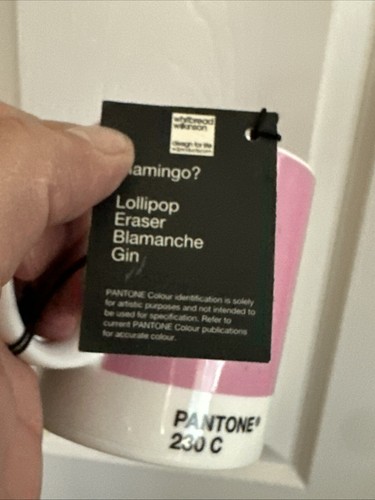 whitbread
wilkinson
design for life
lamingo?
Lollipop
Eraser
Blamanche
Gin
PANTONE Colour identification is solely
for artistic purposes and not intended to
be used for specification. Refer to
current PANTONE Colour publications
for accurate colour.
PANTONE®
230 C